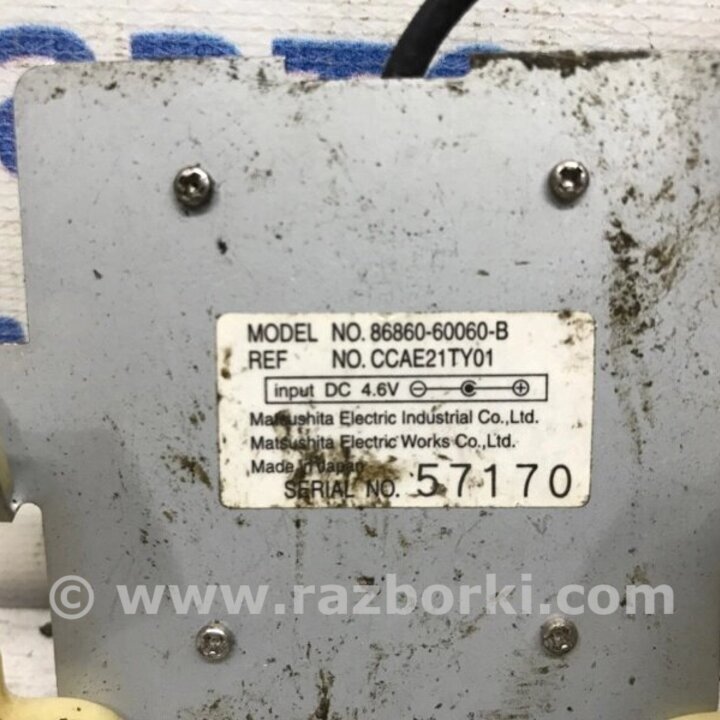 MODEL NO. 86860-60060-B
REF NO. CCAE21TY01
input DC 4.6V
Matsushita Electric Industrial Co.,Ltd.
Matsushita Electric Works Co.,Ltd.
Made in Japan
SERIAL NO. 57170
© www.razborki.com